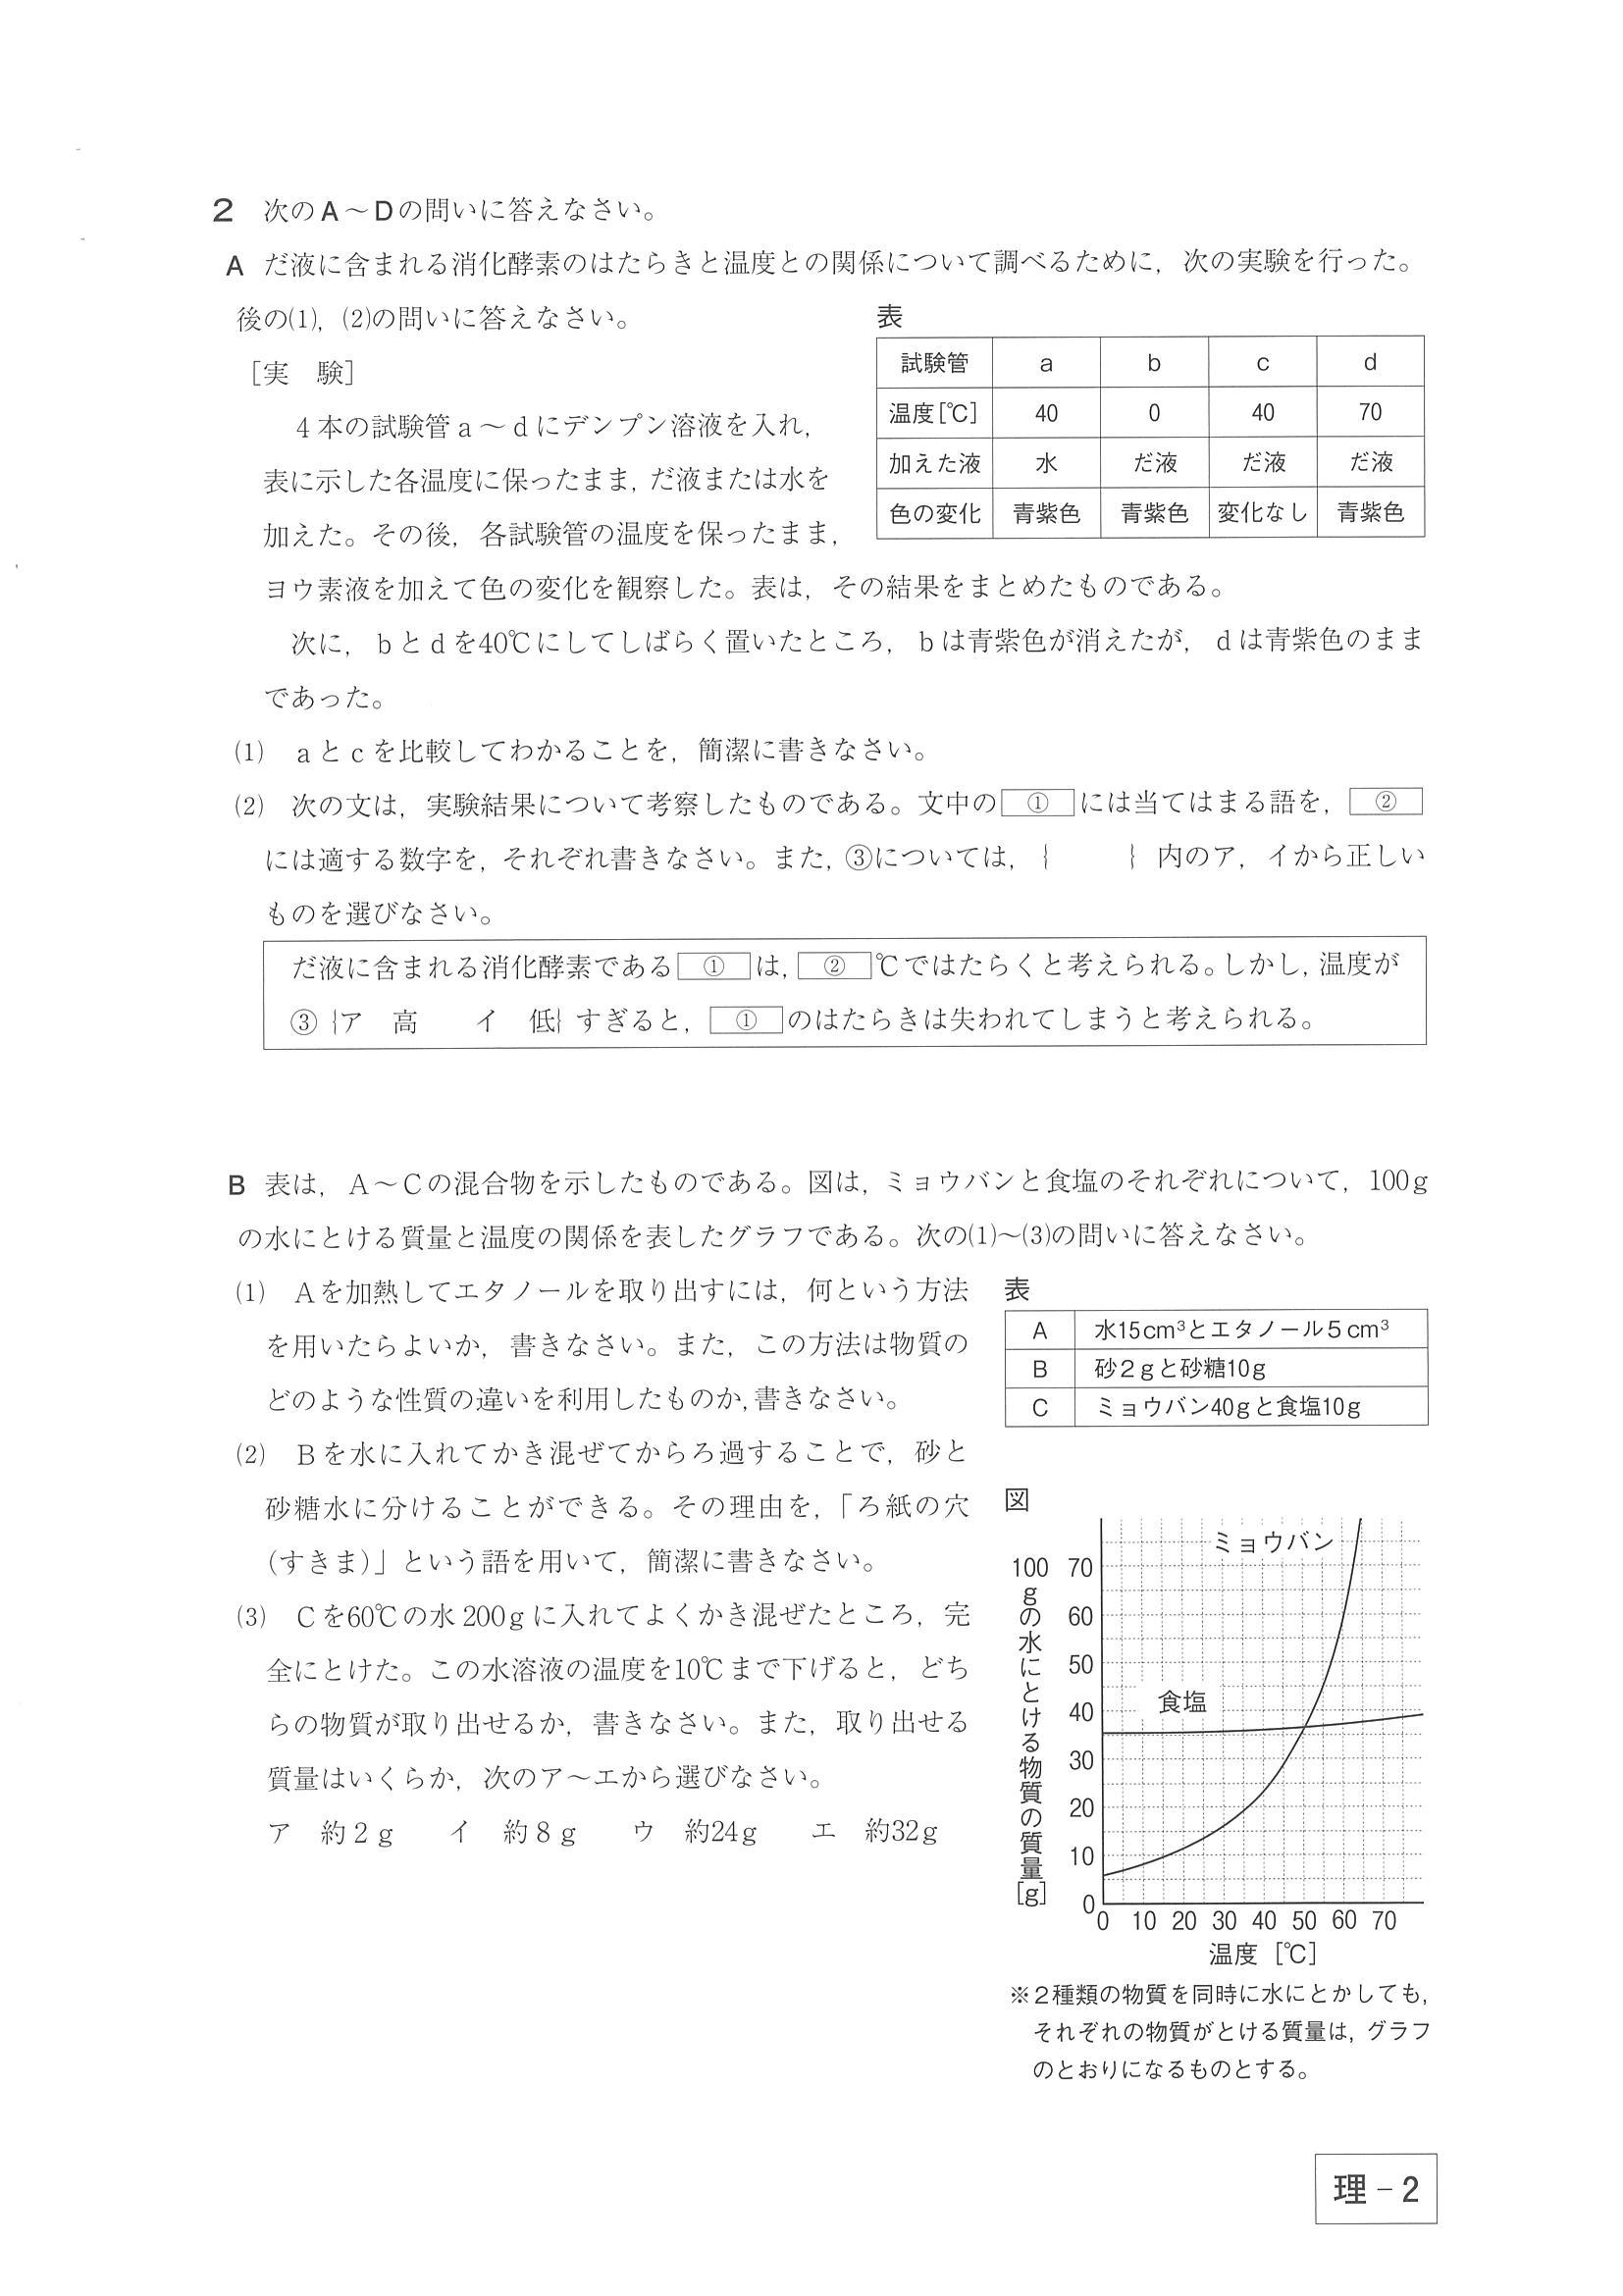 2 次のA～Dの問いに答えなさい。
A だ液に含まれる消化酵素のはたらきと温度との関係について調べるために，次の実験を行った。
後の(1)，(2)の問いに答えなさい。
［実　験］
4本の試験管a～dにデンプン溶液を入れ，
表に示した各温度に保ったまま，だ液または水を
加えた。その後，各試験管の温度を保ったまま，
表
試験管 a b c d
温度[℃] 40 0 40 70
加えた液 水 だ液 だ液 だ液
色の変化 青紫色 青紫色 変化なし 青紫色
ヨウ素液を加えて色の変化を観察した。表は，その結果をまとめたものである。
次に，bとdを40℃にしてしばらく置いたところ，bは青紫色が消えたが，dは青紫色のまま
であった。
(1) aとcを比較してわかることを，簡潔に書きなさい。
(2) 次の文は，実験結果について考察したものである。文中の ① には当てはまる語を， ②
には適する数字を，それぞれ書きなさい。また，③については，｛　　｝内のア，イから正しい
ものを選びなさい。
だ液に含まれる消化酵素である ① は， ② ℃ではたらくと考えられる。しかし，温度が
③｛ア　高　　イ　低｝すぎると， ① のはたらきは失われてしまうと考えられる。
B 表は，A～Cの混合物を示したものである。図は，ミョウバンと食塩のそれぞれについて，100g
の水にとける質量と温度の関係を表したグラフである。次の(1)～(3)の問いに答えなさい。
(1) Aを加熱してエタノールを取り出すには，何という方法
を用いたらよいか，書きなさい。また，この方法は物質の
どのような性質の違いを利用したものか，書きなさい。
(2) Bを水に入れてかき混ぜてからろ過することで，砂と
砂糖水に分けることができる。その理由を，「ろ紙の穴
（すきま）」という語を用いて，簡潔に書きなさい。
(3) Cを60℃の水200gに入れてよくかき混ぜたところ，完
全にとけた。この水溶液の温度を10℃まで下げると，どち
らの物質が取り出せるか，書きなさい。また，取り出せる
質量はいくらか，次のア～エから選びなさい。
ア　約2g　　イ　約8g　　ウ　約24g　　エ　約32g
表
A 水15cm³とエタノール5cm³
B 砂2gと砂糖10g
C ミョウバン40gと食塩10g
図
100gの水にとける物質の質量[g]
ミョウバン
食塩
70
60
50
40
30
20
10
0
0 10 20 30 40 50 60 70
温度［℃］
※2種類の物質を同時に水にとかしても，
それぞれの物質がとける質量は，グラフ
のとおりになるものとする。
理－2